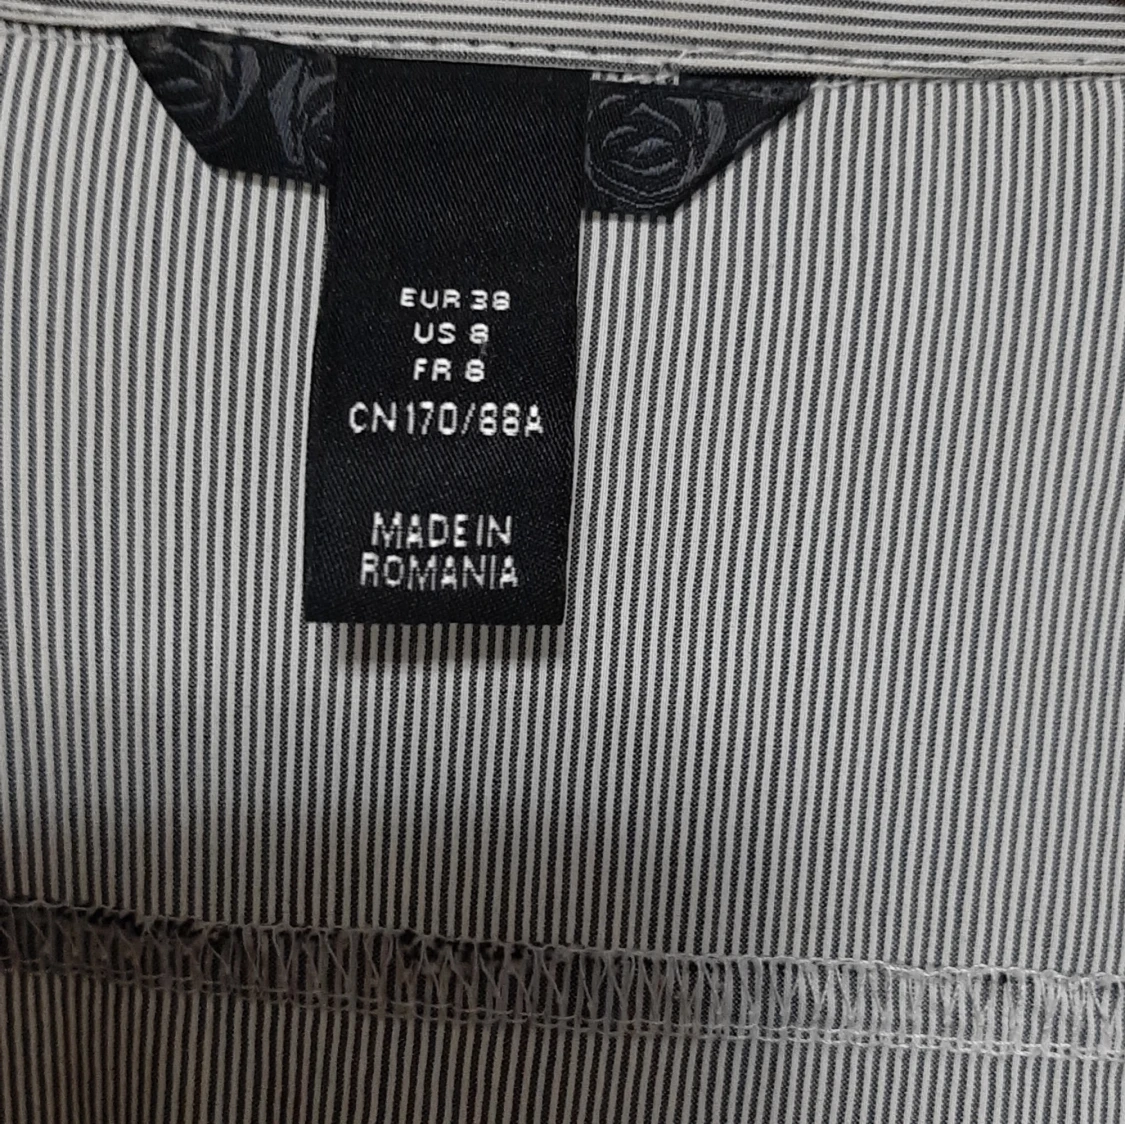 EUR 38
US 8
FR 8
CN 170/88A
MADE IN
ROMANIA